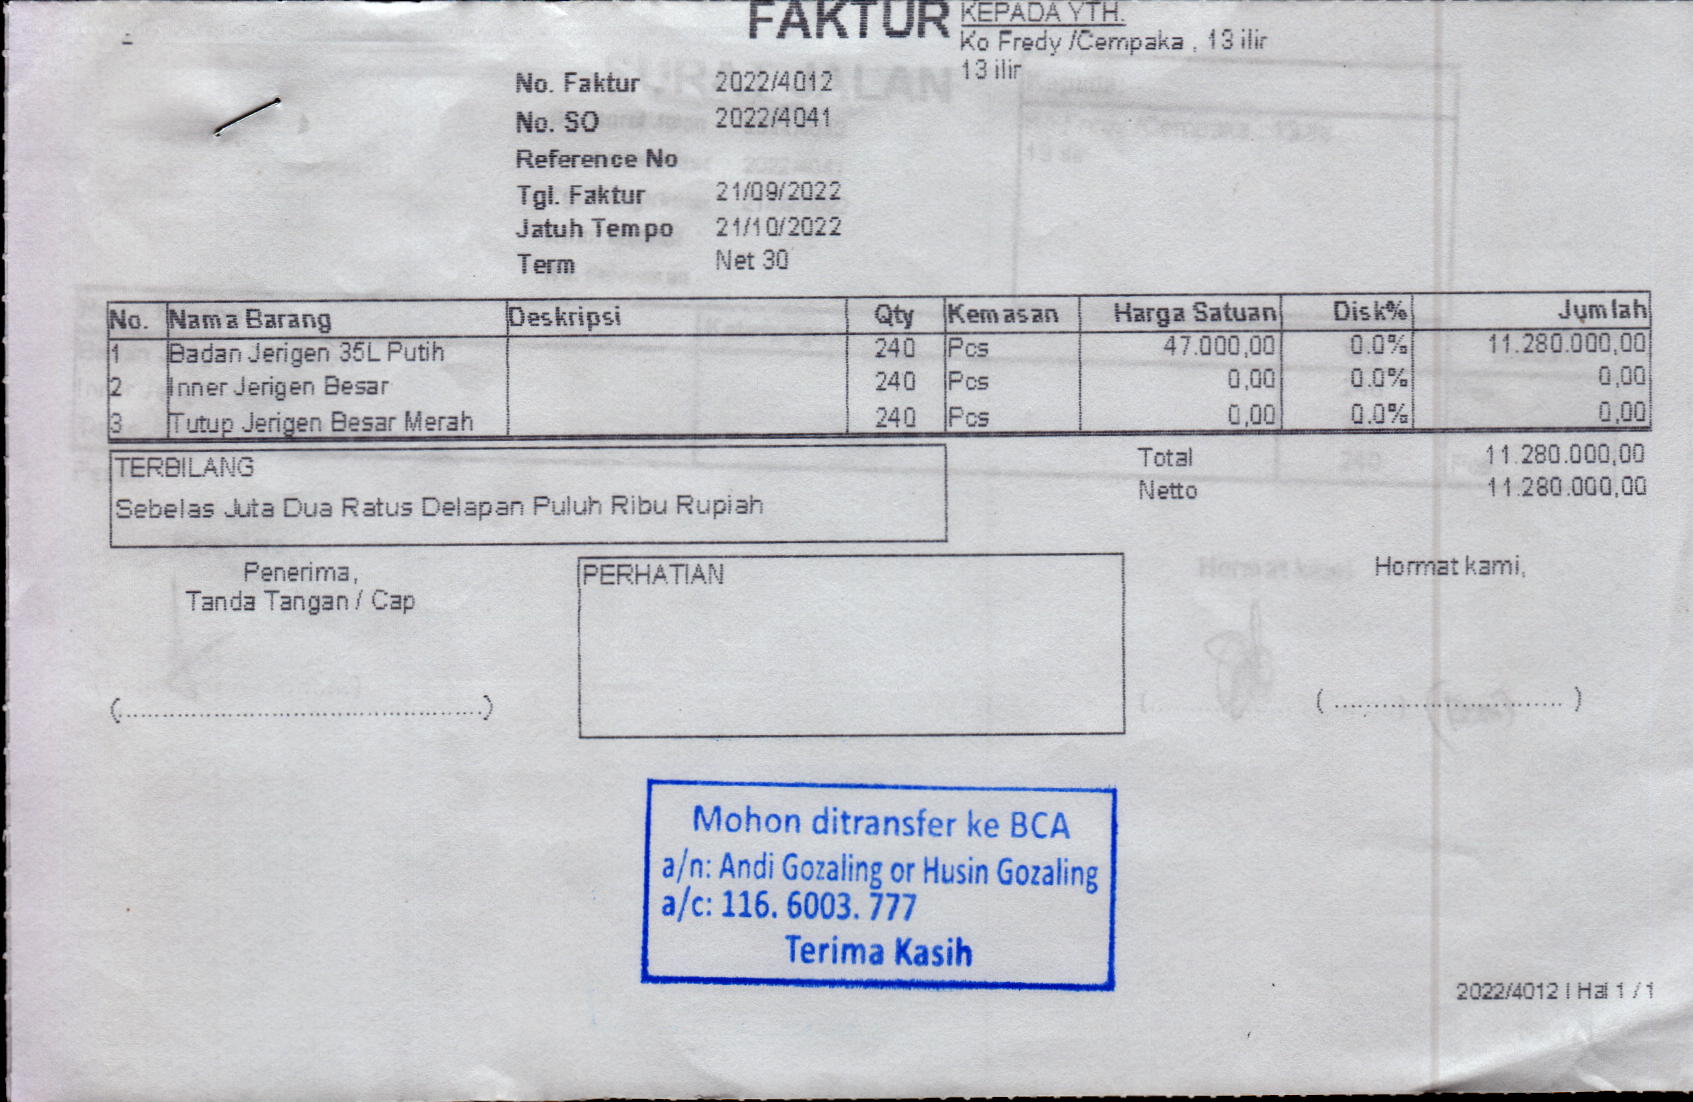 FAKTUR
KEPADA YTH.
Ko Fredy /Cempaka , 13 ilir
13 ilir
No. Faktur 2022/4012
No. SO 2022/4041
Reference No
Tgl. Faktur 21/09/2022
Jatuh Tempo 21/10/2022
Term Net 30
No. Nama Barang Deskripsi Qty Kemasan Harga Satuan Disk% Jumlah
1 Badan Jerigen 35L Putih 240 Pcs 47.000,00 0.0% 11.280.000,00
2 Inner Jerigen Besar 240 Pcs 0,00 0.0% 0,00
3 Tutup Jerigen Besar Merah 240 Pcs 0,00 0.0% 0,00
Total 11.280.000,00
Netto 11.280.000,00
TERBILANG
Sebelas Juta Dua Ratus Delapan Puluh Ribu Rupiah
Penerima,
Tanda Tangan / Cap
(................................................)
PERHATIAN
Hormat kami,
( .............................. )
Mohon ditransfer ke BCA
a/n: Andi Gozaling or Husin Gozaling
a/c: 116. 6003. 777
Terima Kasih
2022/4012 | Hal 1 / 1